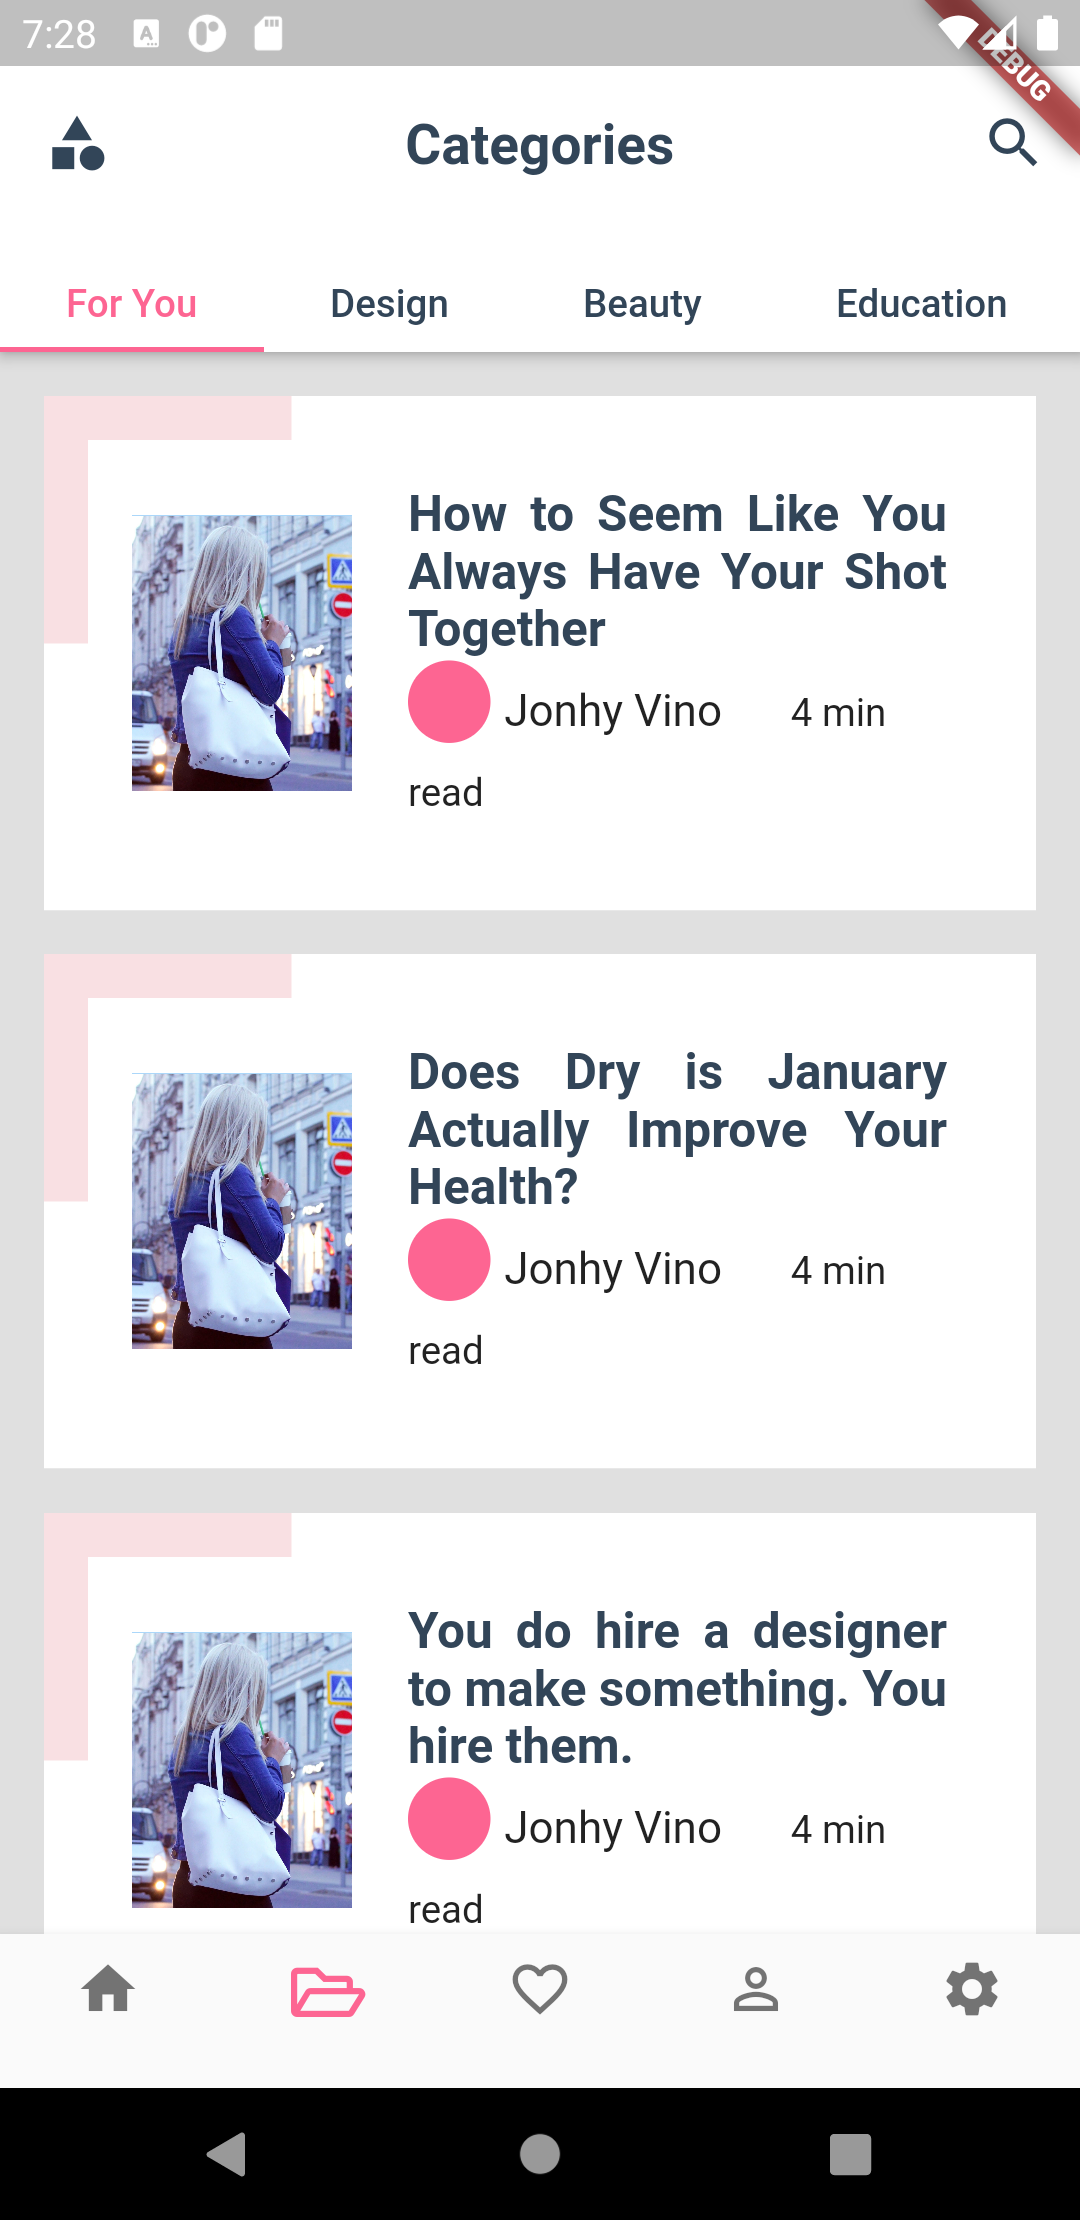 7:28
A
DEBUG
Categories
For You Design Beauty Education
How to Seem Like You
Always Have Your Shot
Together
Jonhy Vino 4 min
read
Does Dry is January
Actually Improve Your
Health?
Jonhy Vino 4 min
read
You do hire a designer
to make something. You
hire them.
Jonhy Vino 4 min
read